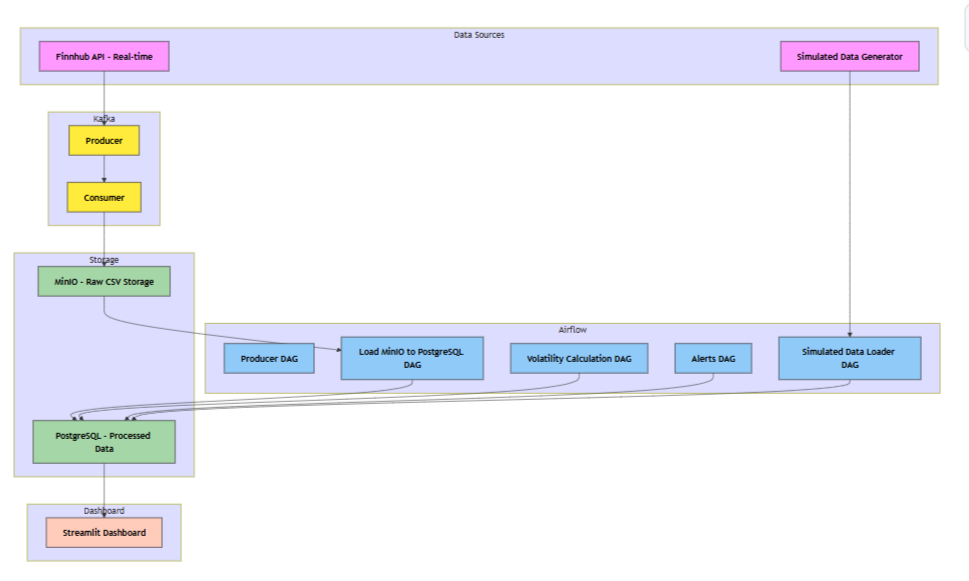 Data Sources
Finnhub API - Real-time
Simulated Data Generator
Kafka
Producer
Consumer
Storage
MinIO - Raw CSV Storage
Airflow
Producer DAG
Load MinIO to PostgreSQL
DAG
Volatility Calculation DAG
Alerts DAG
Simulated Data Loader
DAG
PostgreSQL - Processed
Data
Dashboard
Streamlit Dashboard